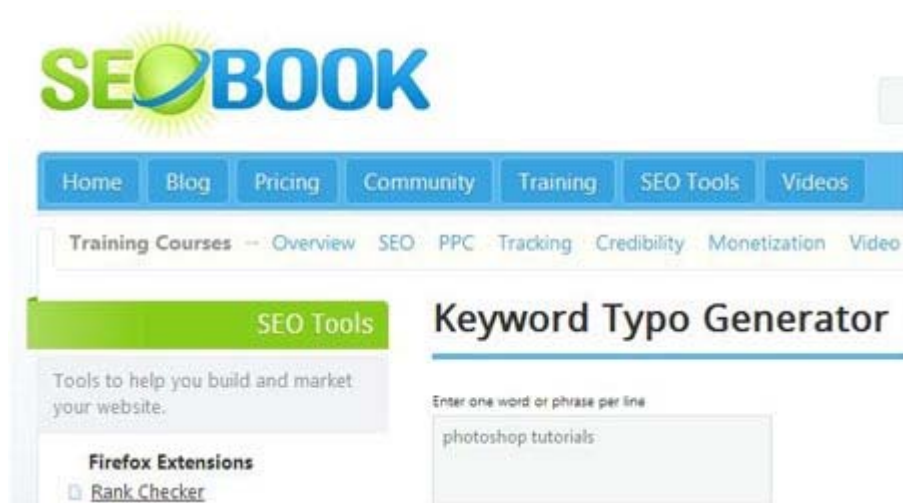 SEOBOOK
Home Blog Pricing Community Training SEO Tools Videos
Training Courses -- Overview SEO PPC Tracking Credibility Monetization Video
SEO Tools
Tools to help you build and market
your website.
Firefox Extensions
Rank Checker
Keyword Typo Generator
Enter one word or phrase per line
photoshop tutorials